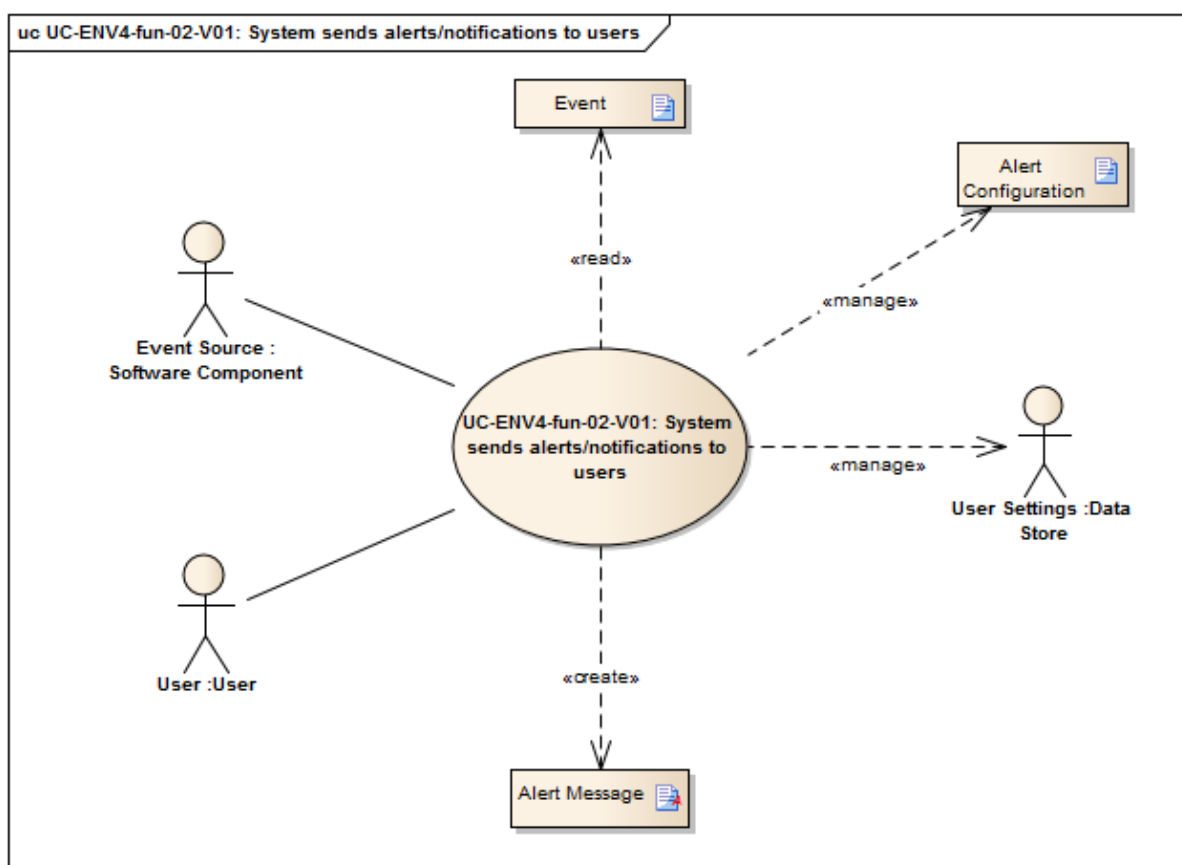 uc UC-ENV4-fun-02-V01: System sends alerts/notifications to users
Event
Alert
Configuration
«read»
«manage»
Event Source :
Software Component
UC-ENV4-fun-02-V01: System
sends alerts/notifications to
users
«manage»
User Settings :Data
Store
User :User
«create»
Alert Message